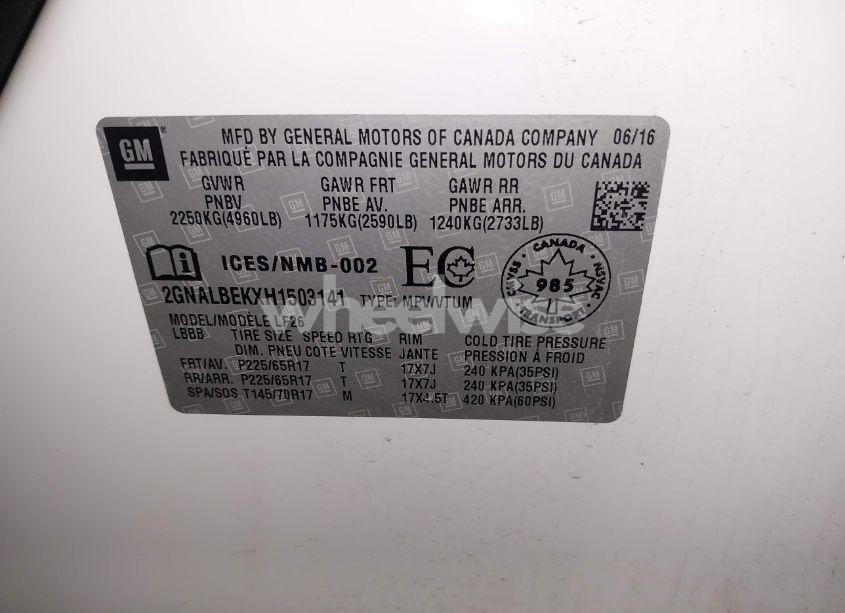 GM
MFD BY GENERAL MOTORS OF CANADA COMPANY 06/16
FABRIQUÉ PAR LA COMPAGNIE GENERAL MOTORS DU CANADA
GVWR GAWR FRT GAWR RR
PNBV PNBE AV. PNBE ARR.
2250KG(4960LB) 1175KG(2590LB) 1240KG(2733LB)
ICES/NMB-002 EC
CANADA
985
TRANSPORT
2GNALBEKXH1503141 TYPE: MPV/VTUM
wheelwise
MODEL/MODÈLE LF26
LBBB TIRE SIZE SPEED RTG RIM COLD TIRE PRESSURE
DIM. PNEU COTE VITESSE JANTE PRESSION À FROID
FRT/AV. P225/65R17 T 17X7J 240 KPA(35PSI)
RR/ARR. P225/65R17 T 17X7J 240 KPA(35PSI)
SPA/SOS T145/70R17 M 17X4.5T 420 KPA(60PSI)